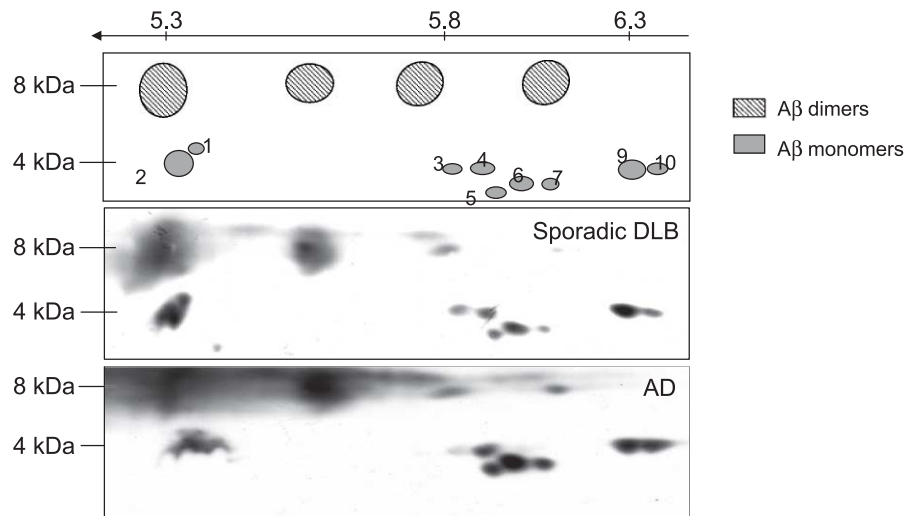 5.3 5.8 6.3
8 kDa
4 kDa
1
2
3
4
5
6
7
9
10
Aβ dimers
Aβ monomers
Sporadic DLB
8 kDa
4 kDa
AD
8 kDa
4 kDa